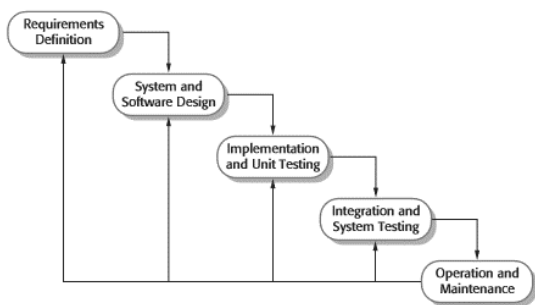 Requirements
Definition
System and
Software Design
Implementation
and Unit Testing
Integration and
System Testing
Operation and
Maintenance